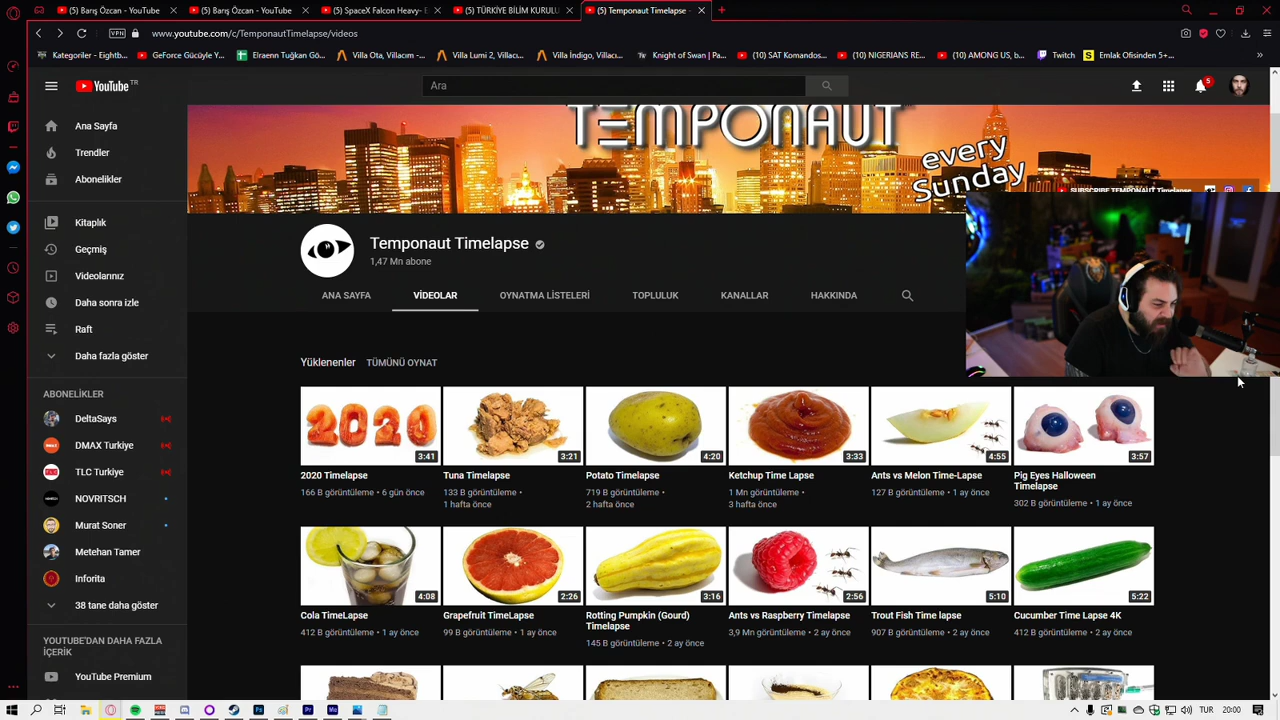 (5) Barış Özcan - YouTube
(5) Barış Özcan - YouTube
(5) SpaceX Falcon Heavy- E
(5) TÜRKİYE BİLİM KURULU
(5) Temponaut Timelapse -
VPN
www.youtube.com/c/TemponautTimelapse/videos
Kategoriler - Eightb...
GeForce Gücüyle Y...
Elraenn Tuğkan Gö...
Villa Ota, Villacım -...
Villa Lumi 2, Villacı...
Villa İndigo, Villacı...
Knight of Swan | Pa...
(10) SAT Komandos...
(10) NIGERIANS RE...
(10) AMONG US, b...
Twitch
Emlak Ofisinden 5+...
YouTube TR
Ara
5
Ana Sayfa
Trendler
Abonelikler
Kitaplık
Geçmiş
Videolarınız
Daha sonra izle
Raft
Daha fazla göster
ABONELİKLER
DeltaSays
DMAX Turkiye
TLC Turkiye
NOVRITSCH
Murat Soner
Metehan Tamer
Inforita
38 tane daha göster
YOUTUBE'DAN DAHA FAZLA
İÇERİK
YouTube Premium
TEMPONAUT
every
Sunday
SUBSCRIBE TEMPONAUT Timelapse
Temponaut Timelapse
1,47 Mn abone
ANA SAYFA
VİDEOLAR
OYNATMA LİSTELERİ
TOPLULUK
KANALLAR
HAKKINDA
Yüklenenler
TÜMÜNÜ OYNAT
2020
3:41
3:21
4:20
3:33
4:55
3:57
2020 Timelapse
166 B görüntüleme • 6 gün önce
Tuna Timelapse
133 B görüntüleme •
1 hafta önce
Potato Timelapse
719 B görüntüleme •
2 hafta önce
Ketchup Time Lapse
1 Mn görüntüleme •
3 hafta önce
Ants vs Melon Time-Lapse
127 B görüntüleme • 1 ay önce
Pig Eyes Halloween
Timelapse
302 B görüntüleme • 1 ay önce
4:08
2:26
3:16
2:56
5:10
5:22
Cola TimeLapse
412 B görüntüleme • 1 ay önce
Grapefruit TimeLapse
99 B görüntüleme • 1 ay önce
Rotting Pumpkin (Gourd)
Timelapse
145 B görüntüleme • 2 ay önce
Ants vs Raspberry Timelapse
3,9 Mn görüntüleme • 2 ay önce
Trout Fish Time lapse
907 B görüntüleme • 2 ay önce
Cucumber Time Lapse 4K
412 B görüntüleme • 2 ay önce
TUR
20:00